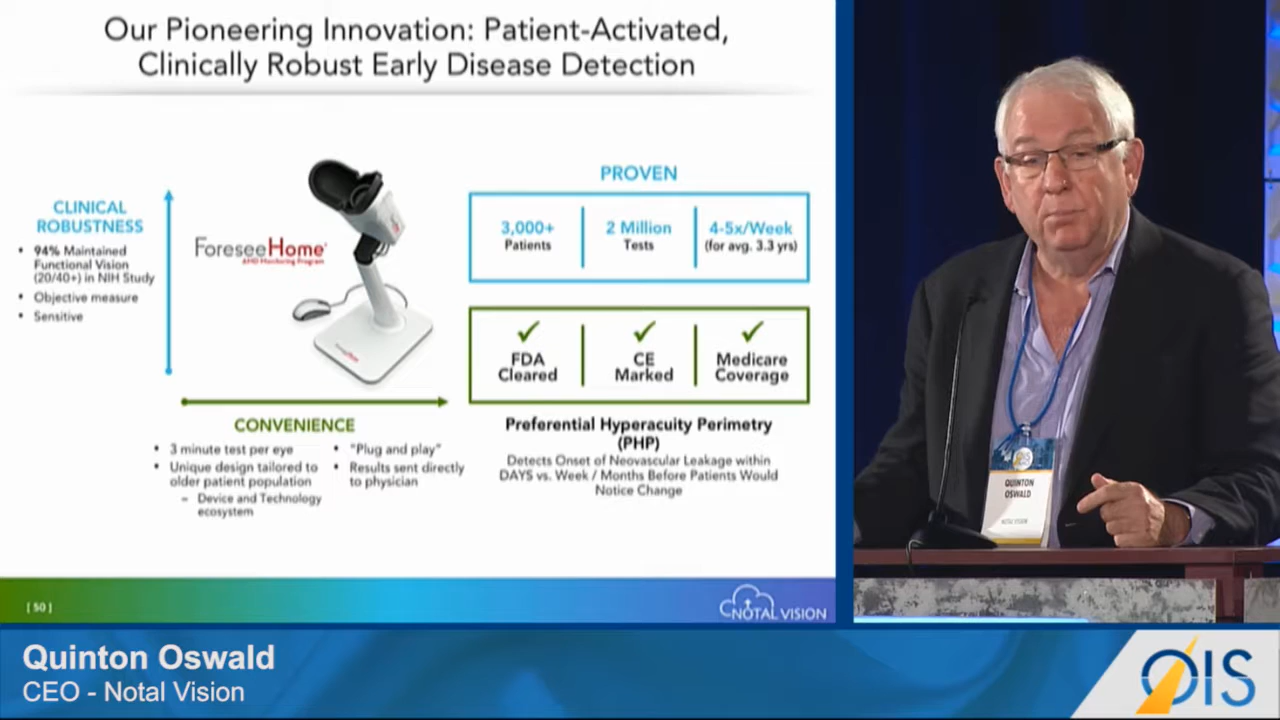 Our Pioneering Innovation: Patient-Activated,
Clinically Robust Early Disease Detection
CLINICAL
ROBUSTNESS
• 94% Maintained
Functional Vision
(20/40+) in NIH Study
• Objective measure
• Sensitive
ForeseeHome®
AMD Monitoring Program
CONVENIENCE
• 3 minute test per eye
• Unique design tailored to
older patient population
– Device and Technology
ecosystem
• "Plug and play"
• Results sent directly
to physician
PROVEN
3,000+
Patients
2 Million
Tests
4-5x/Week
(for avg. 3.3 yrs)
✓ ✓ ✓
FDA
Cleared
CE
Marked
Medicare
Coverage
Preferential Hyperacuity Perimetry
(PHP)
Detects Onset of Neovascular Leakage within
DAYS vs. Week / Months Before Patients Would
Notice Change
[ 50 ]
NOTAL VISION
OIS
QUINTON
OSWALD
NOTAL VISION
Quinton Oswald
CEO - Notal Vision
OIS